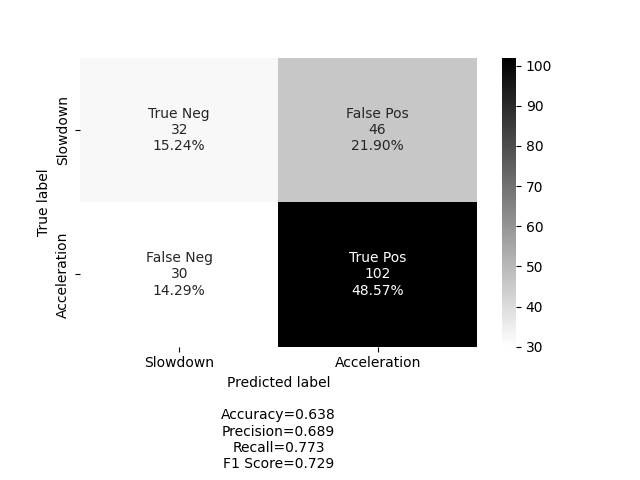 True Neg
32
15.24%
False Pos
46
21.90%
False Neg
30
14.29%
True Pos
102
48.57%
Slowdown
Acceleration
True label
Slowdown
Acceleration
Predicted label
Accuracy=0.638
Precision=0.689
Recall=0.773
F1 Score=0.729
100
90
80
70
60
50
40
30